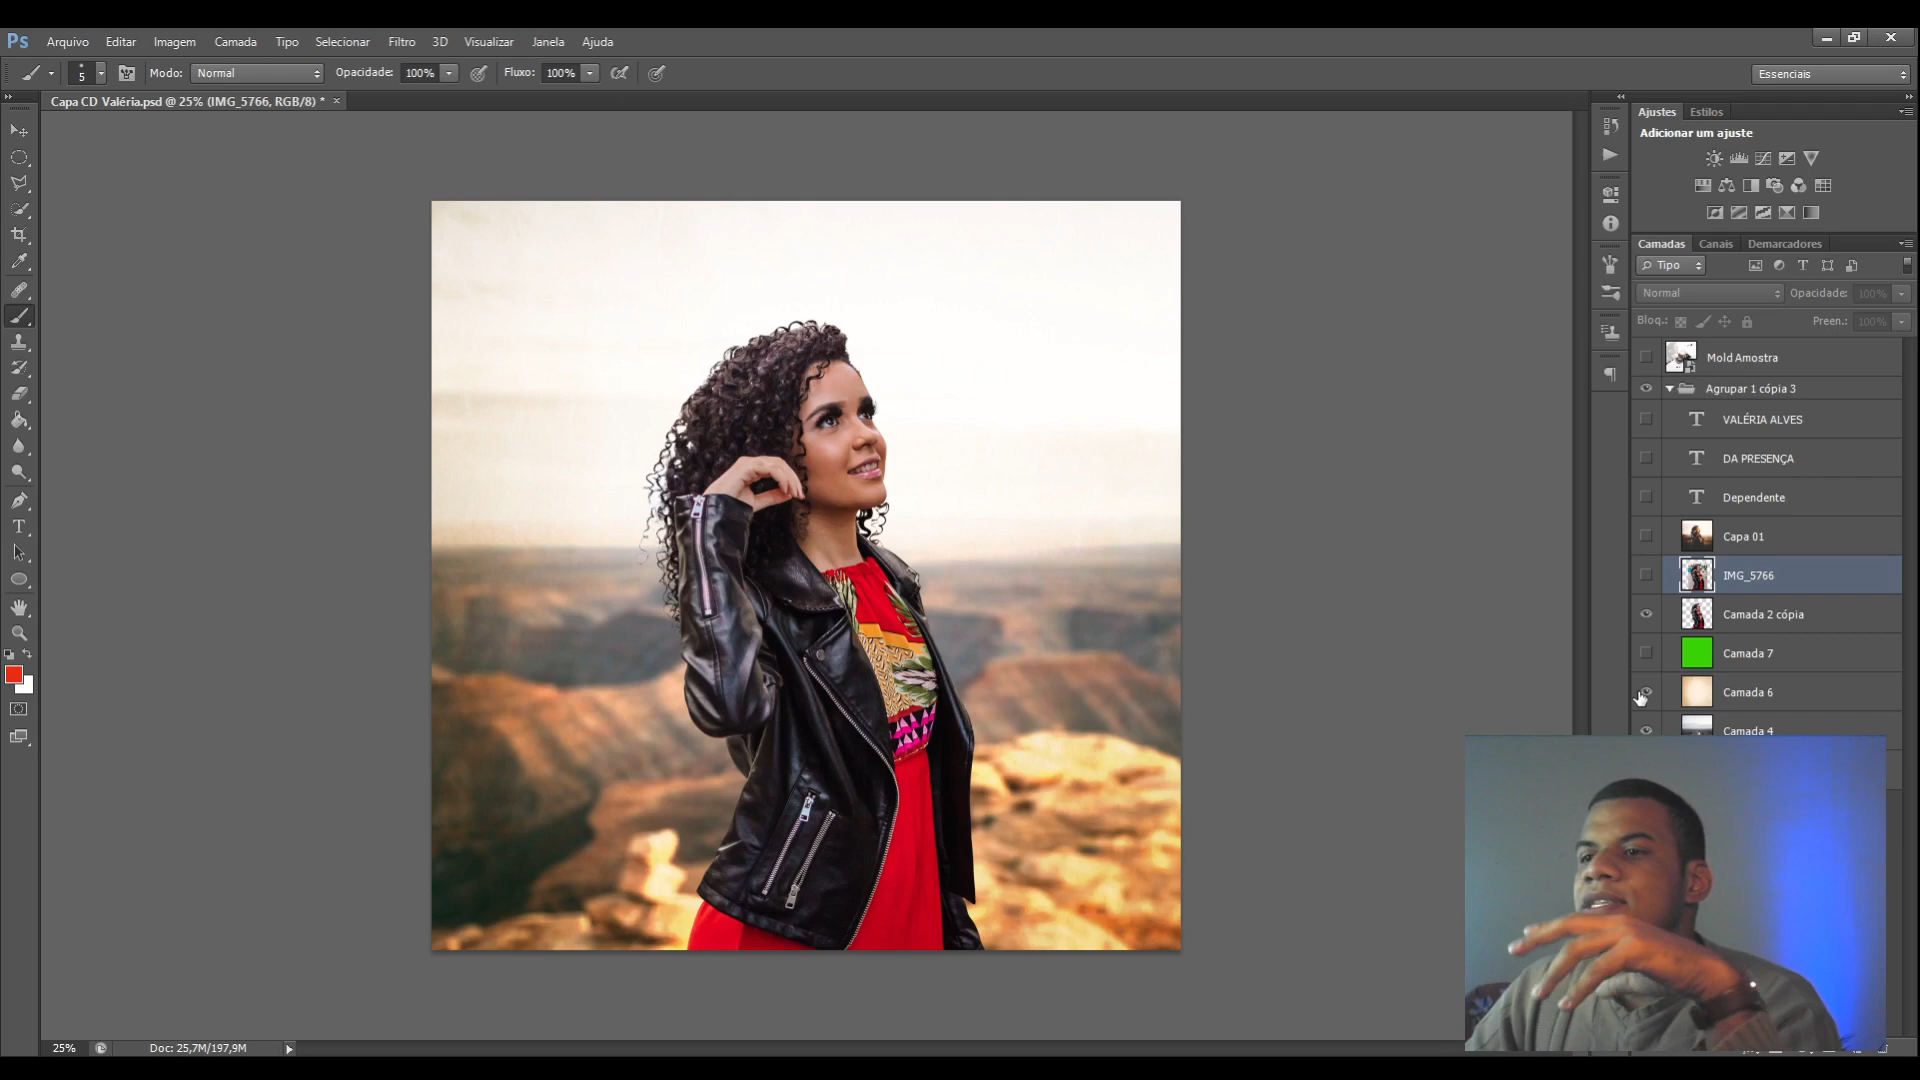 Ps Arquivo Editar Imagem Camada Tipo Selecionar Filtro 3D Visualizar Janela Ajuda
5 Modo: Normal Opacidade: 100% Fluxo: 100% Essenciais
Capa CD Valéria.psd @ 25% (IMG_5766, RGB/8) * ×
Ajustes Estilos
Adicionar um ajuste
Camadas Canais Demarcadores
Tipo
Normal Opacidade: 100%
Bloq.: Preen.: 100%
Mold Amostra
Agrupar 1 cópia 3
VALÉRIA ALVES
DA PRESENÇA
Dependente
Capa 01
IMG_5766
Camada 2 cópia
Camada 7
Camada 6
Camada 4
25% Doc: 25,7M/197,9M